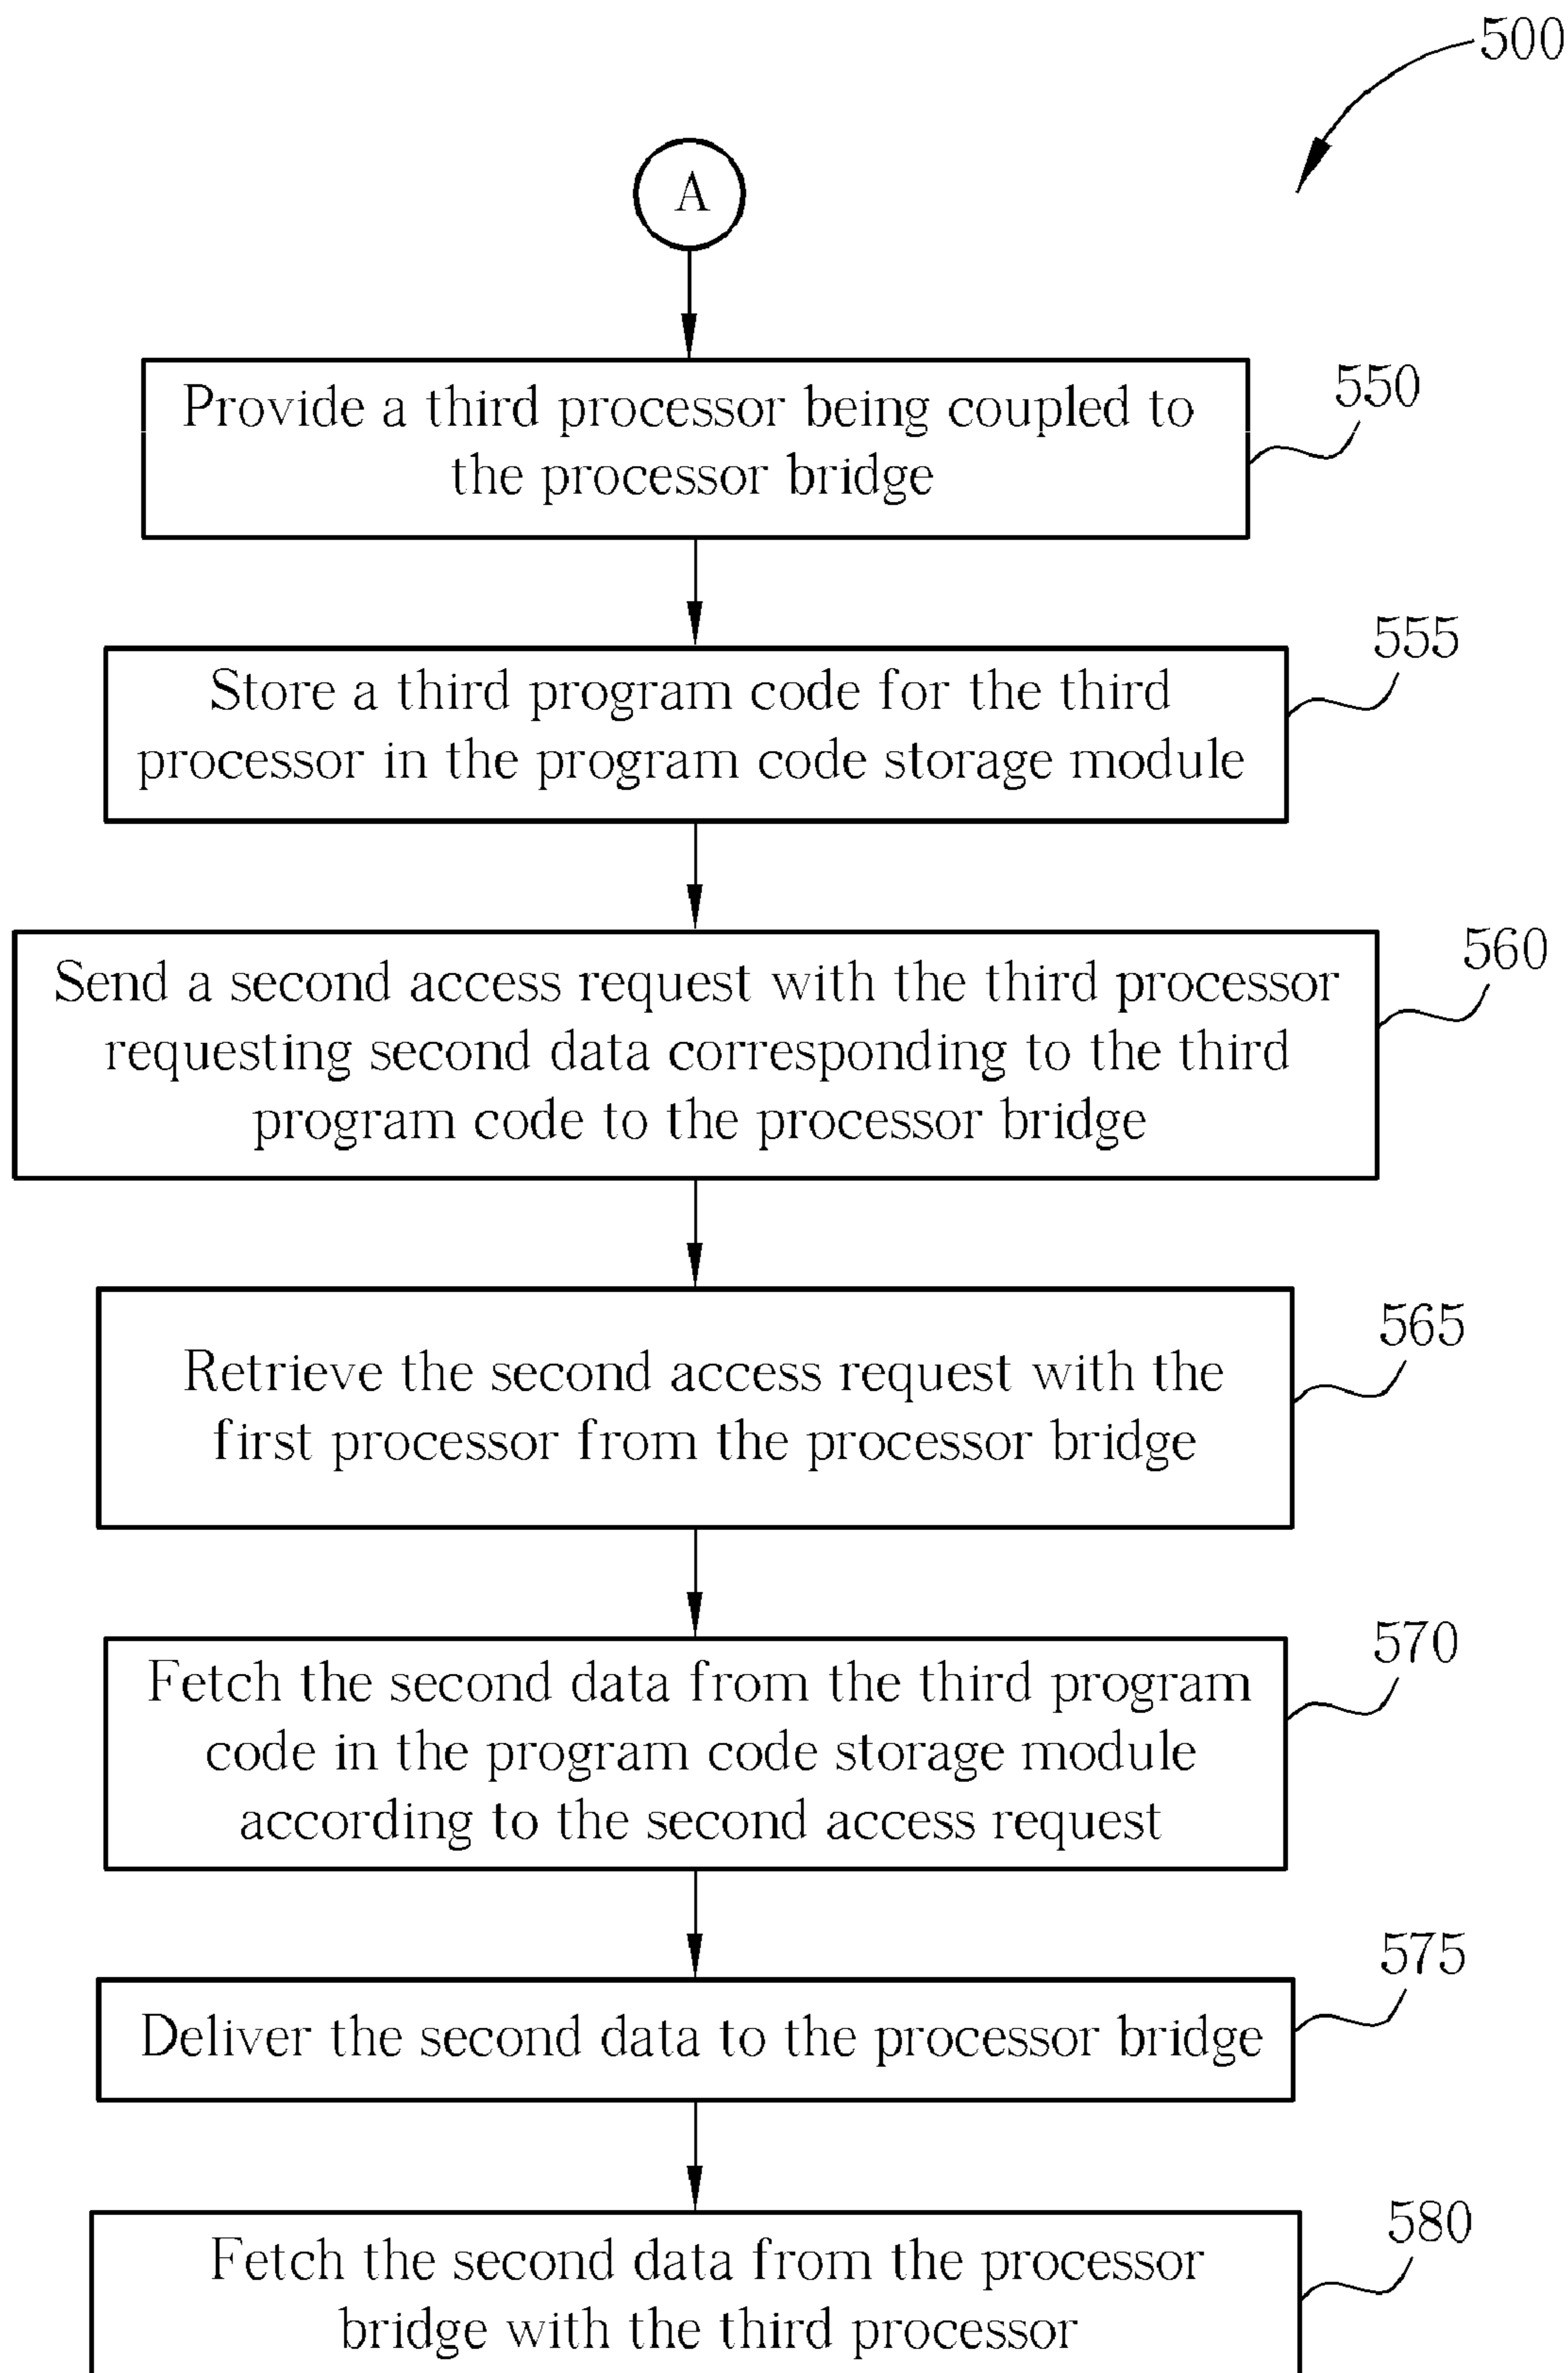 500
A
Provide a third processor being coupled to
the processor bridge
550
Store a third program code for the third
processor in the program code storage module
555
Send a second access request with the third processor
requesting second data corresponding to the third
program code to the processor bridge
560
Retrieve the second access request with the
first processor from the processor bridge
565
Fetch the second data from the third program
code in the program code storage module
according to the second access request
570
Deliver the second data to the processor bridge
575
Fetch the second data from the processor
bridge with the third processor
580